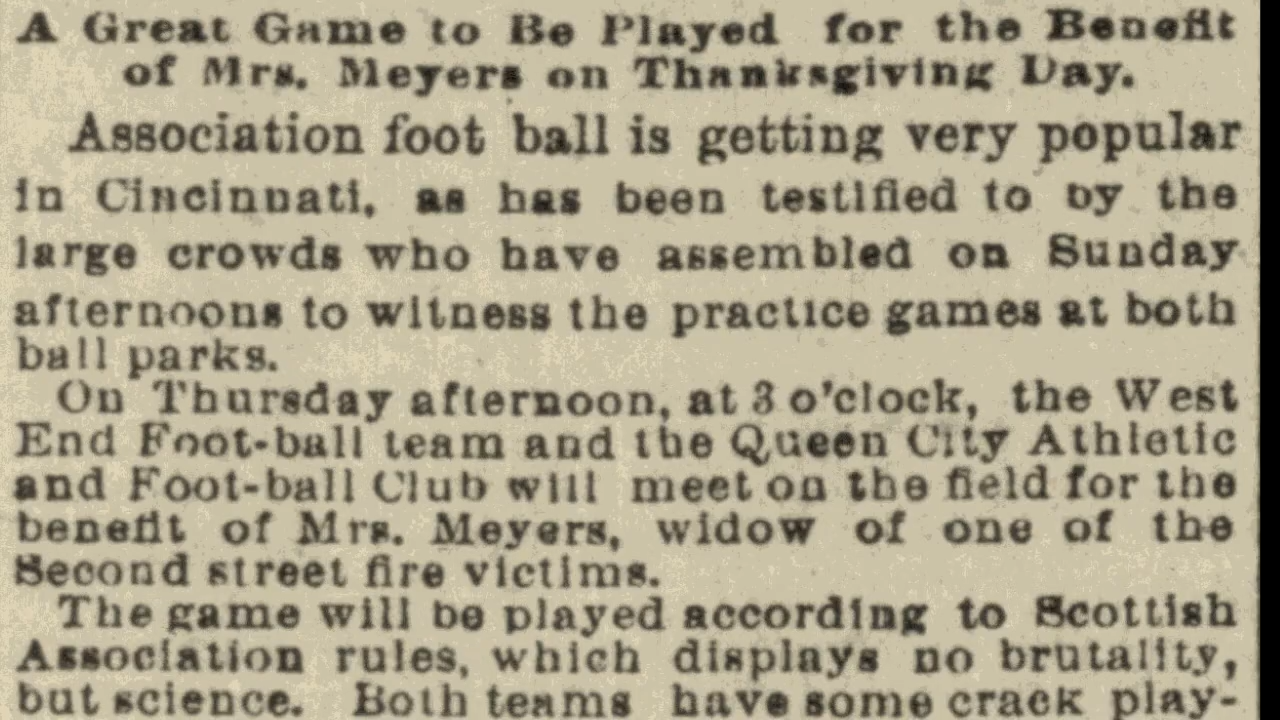 A Great Game to Be Played for the Benefit
of Mrs. Meyers on Thanksgiving Day.
Association foot ball is getting very popular
in Cincinnati, as has been testified to by the
large crowds who have assembled on Sunday
afternoons to witness the practice games at both
ball parks.
On Thursday afternoon, at 3 o'clock, the West
End Foot-ball team and the Queen City Athletic
and Foot-ball Club will meet on the field for the
benefit of Mrs. Meyers, widow of one of the
Second street fire victims.
The game will be played according to Scottish
Association rules, which displays no brutality,
but science. Both teams have some crack play-